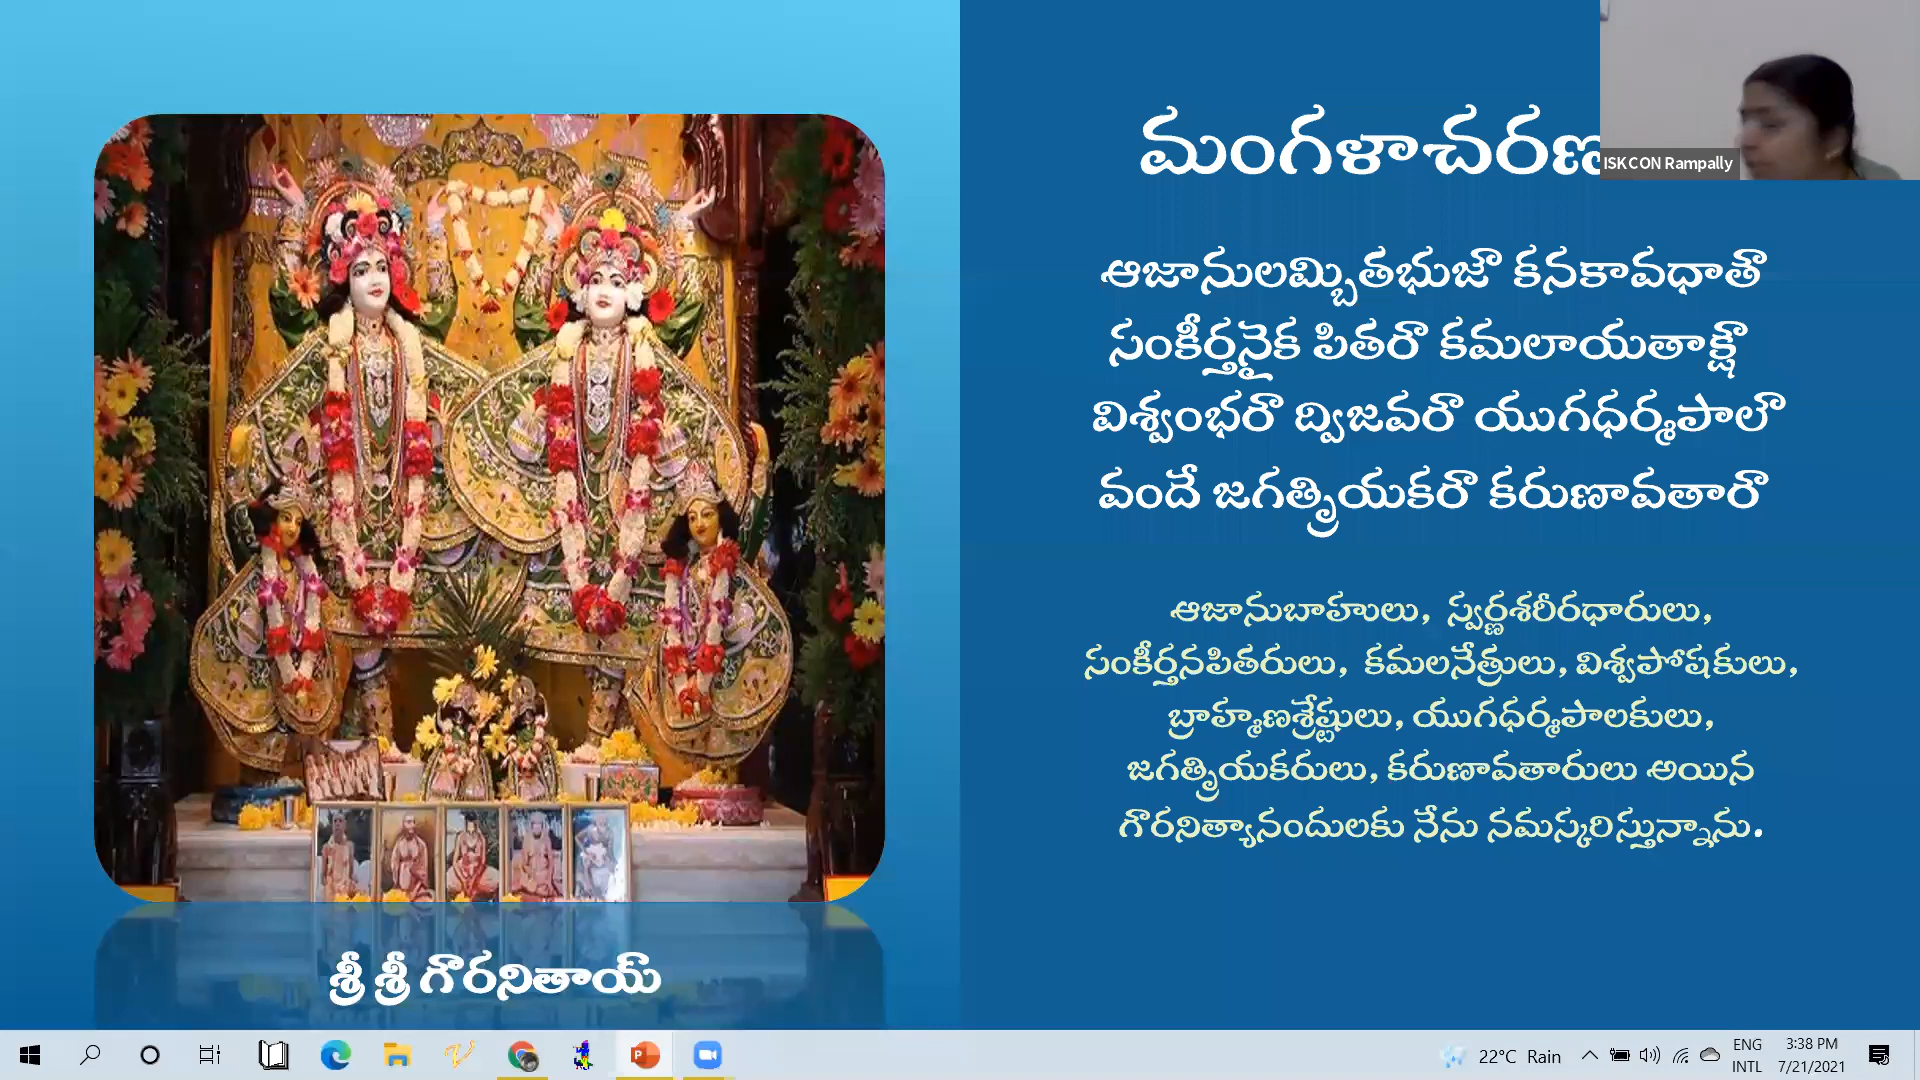 మంగళాచరణ
ISKCON Rampally
ఆజానులమ్బితభుజౌ కనకావధాతౌ
సంకీర్తనైక పితరౌ కమలాయతాక్షౌ
విశ్వంభరౌ ద్విజవరౌ యుగధర్మపాలౌ
వందే జగత్ప్రియకరౌ కరుణావతారౌ
ఆజానుబాహులు, స్వర్ణశరీరధారులు,
సంకీర్తనపితరులు, కమలనేత్రులు, విశ్వపోషకులు,
బ్రాహ్మణశ్రేష్టులు, యుగధర్మపాలకులు,
జగత్ప్రియకరులు, కరుణావతారులు అయిన
గౌరనిత్యానందులకు నేను నమస్కరిస్తున్నాను.
శ్రీ శ్రీ గౌరనితాయ్
22°C Rain
ENG
INTL
3:38 PM
7/21/2021